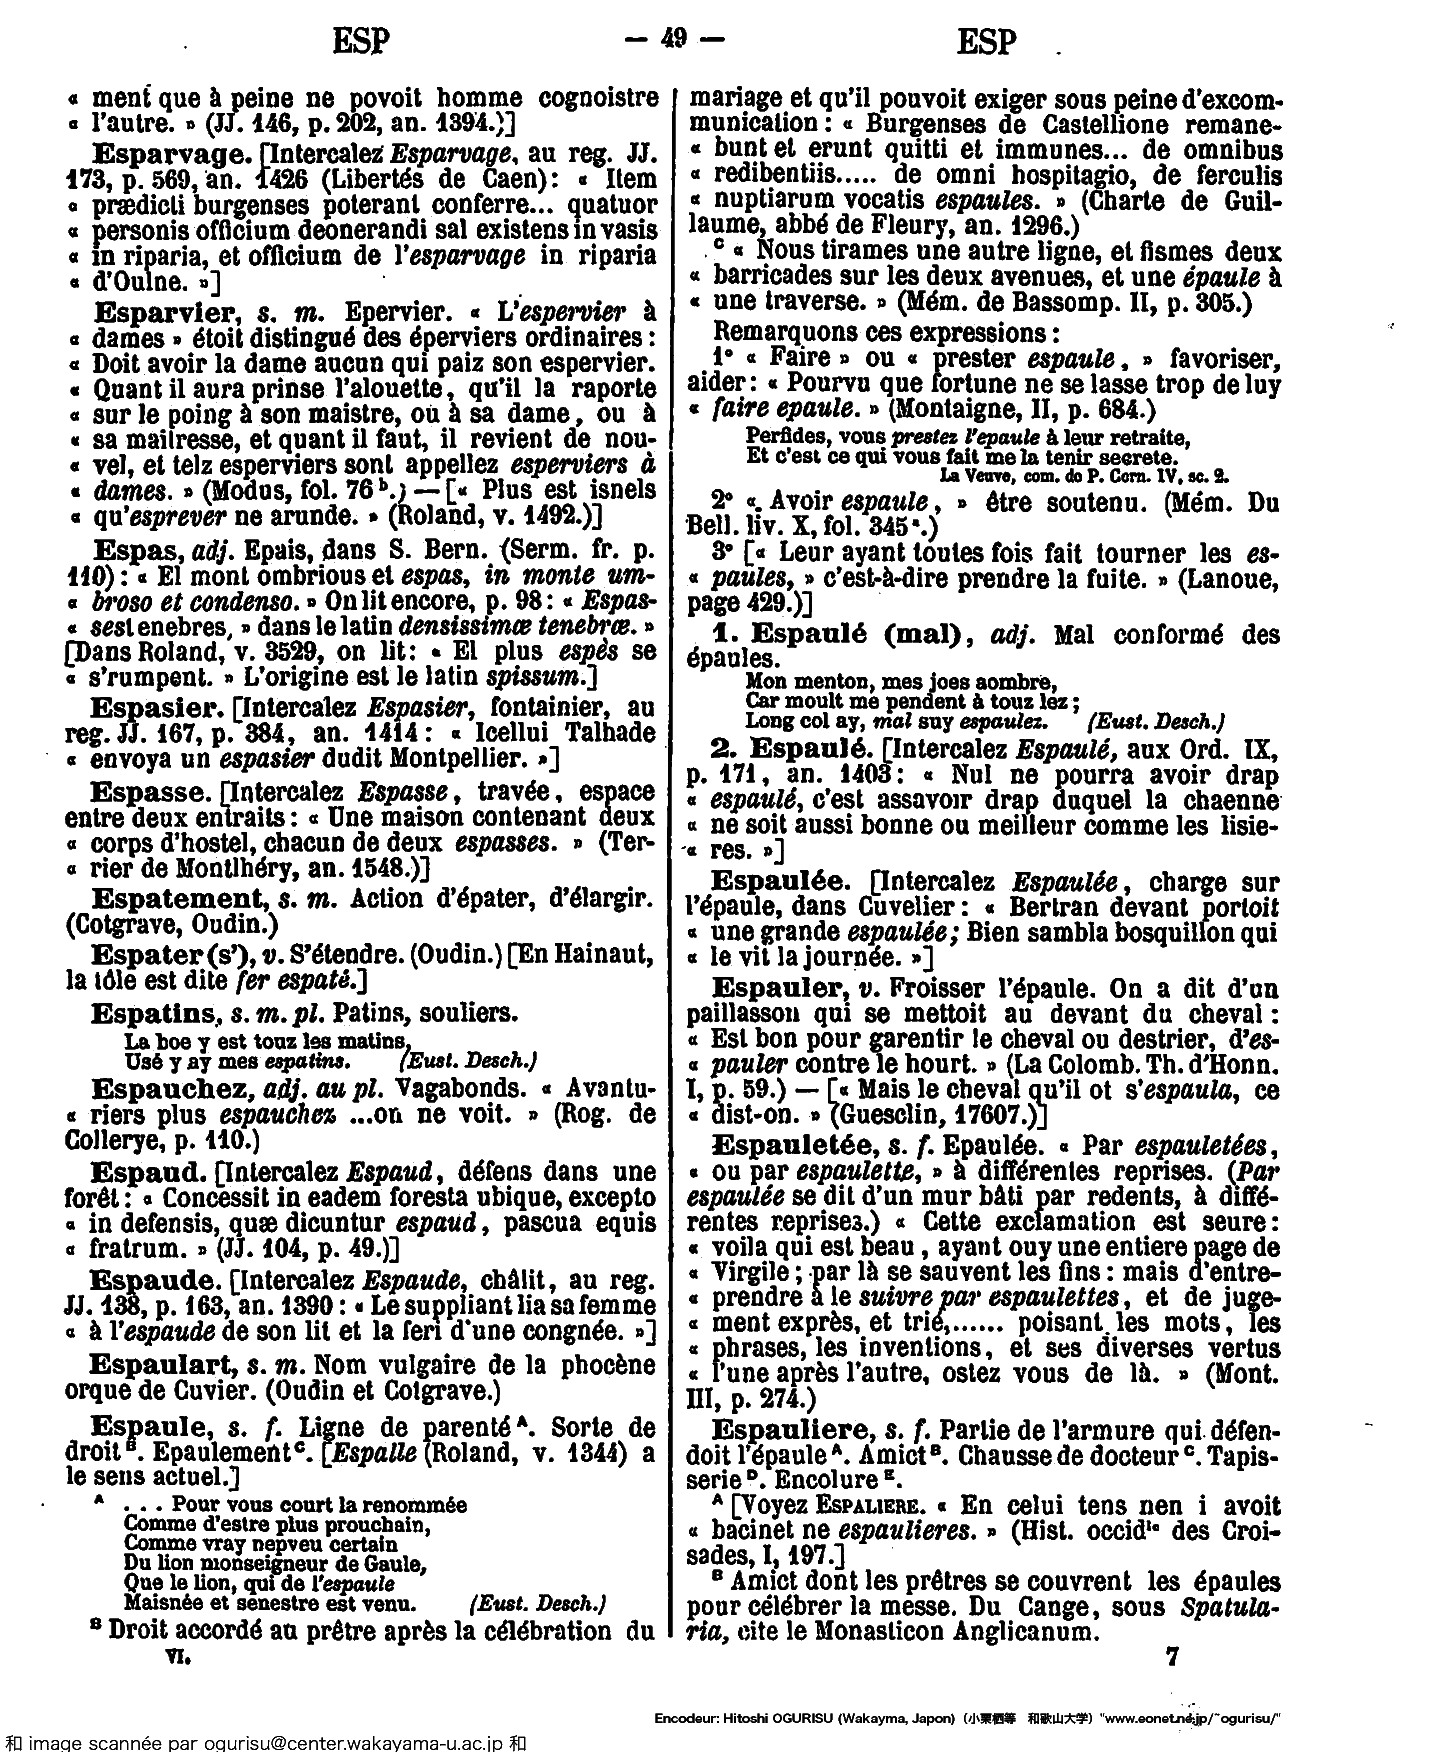 ESP — 49 — ESP
« ment que à peine ne povoit homme cognoistre
« l'autre. » (JJ. 146, p. 202, an. 1394.)]
Esparvage. [Intercalez Esparvage, au reg. JJ.
173, p. 569, an. 1426 (Libertés de Caen) : « Item
« prædicti burgenses poterant conferre... quatuor
« personis officium deonerandi sal existens in vasis
« in riparia, et officium de l'esparvage in riparia
« d'Oulne. »]
Esparvier, s. m. Epervier. « L'espervier à
« dames » étoit distingué des éperviers ordinaires :
« Doit avoir la dame aucun qui paiz son espervier.
« Quant il aura prinse l'alouette, qu'il la raporte
« sur le poing à son maistre, ou à sa dame, ou à
« sa maitresse, et quant il faut, il revient de nou-
« vel, et telz esperviers sont appellez esperviers à
« dames. » (Modus, fol. 76 b.) — [« Plus est isnels
« qu'esprever ne arunde. » (Roland, v. 1492.)]
Espas, adj. Epais, dans S. Bern. (Serm. fr. p.
110) : « El mont ombrious et espas, in monte um-
« broso et condenso. » On lit encore, p. 98 : « Espas-
« ses tenebres, » dans le latin densissimæ tenebræ. »
[Dans Roland, v. 3529, on lit : « El plus espès se
« s'rumpent. » L'origine est le latin spissum.]
Espasier. [Intercalez Espasier, fontainier, au
reg. JJ. 167, p. 384, an. 1414 : « Icellui Talhade
« envoya un espasier dudit Montpellier. »]
Espasse. [Intercalez Espasse, travée, espace
entre deux entraits : « Une maison contenant deux
« corps d'hostel, chacun de deux espasses. » (Ter-
« rier de Montlhéry, an. 1548.)]
Espatement, s. m. Action d'épater, d'élargir.
(Cotgrave, Oudin.)
Espater (s'), v. S'étendre. (Oudin.) [En Hainaut,
la tôle est dite fer espaté.]
Espatins, s. m. pl. Patins, souliers.
La boe y est touz les matins,
Usé y ay mes espatins. (Eust. Desch.)
Espauchez, adj. au pl. Vagabonds. « Avantu-
« riers plus espauchez ...on ne voit. » (Rog. de
Collerye, p. 110.)
Espaud. [Intercalez Espaud, défens dans une
forêt : « Concessit in eadem foresta ubique, excepto
« in defensis, quæ dicuntur espaud, pascua equis
« fratrum. » (JJ. 104, p. 49.)]
Espaude. [Intercalez Espaude, châlit, au reg.
JJ. 138, p. 163, an. 1390 : « Le suppliant lia sa femme
« à l'espaude de son lit et la feri d'une congnée. »]
Espaulart, s. m. Nom vulgaire de la phocène
orque de Cuvier. (Oudin et Cotgrave.)
Espaule, s. f. Ligne de parenté A. Sorte de
droit B. Epaulement C. [Espalle (Roland, v. 1344) a
le sens actuel.]
A . . . Pour vous court la renommée
Comme d'estre plus prouchain,
Comme vray nepveu certain
Du lion monseigneur de Gaule,
Que le lion, qui de l'espaule
Maisnée et senestre est venu. (Eust. Desch.)
B Droit accordé au prêtre après la célébration du
VI.
mariage et qu'il pouvoit exiger sous peine d'excom-
munication : « Burgenses de Castellione remane-
« bunt et erunt quitti et immunes... de omnibus
« redibentiis..... de omni hospitagio, de ferculis
« nuptiarum vocatis espaules. » (Charte de Guil-
laume, abbé de Fleury, an. 1296.)
C « Nous tirames une autre ligne, et fismes deux
« barricades sur les deux avenues, et une épaule à
« une traverse. » (Mém. de Bassomp. II, p. 305.)
Remarquons ces expressions :
1° « Faire » ou « prester espaule, » favoriser,
aider : « Pourvu que fortune ne se lasse trop de luy
« faire epaule. » (Montaigne, II, p. 684.)
Perfides, vous prestez l'epaule à leur retraite,
Et c'est ce qui vous fait me la tenir secrete.
La Veuve, com. de P. Corn. IV, sc. 2.
2° « Avoir espaule, » être soutenu. (Mém. Du
Bell. liv. X, fol. 345 a.)
3° [« Leur ayant toutes fois fait tourner les es-
« paules, » c'est-à-dire prendre la fuite. » (Lanoue,
page 429.)]
1. Espaulé (mal), adj. Mal conformé des
épaules.
Mon menton, mes joes aombre,
Car moult me pendent à touz lez ;
Long col ay, mal suy espaulez. (Eust. Desch.)
2. Espaulé. [Intercalez Espaulé, aux Ord. IX,
p. 171, an. 1403 : « Nul ne pourra avoir drap
« espaulé, c'est assavoir drap duquel la chaenne
« ne soit aussi bonne ou meilleur comme les lisie-
« res. »]
Espaulée. [Intercalez Espaulée, charge sur
l'épaule, dans Cuvelier : « Bertran devant portoit
« une grande espaulée ; Bien sambla bosquillon qui
« le vit la journée. »]
Espauler, v. Froisser l'épaule. On a dit d'un
paillasson qui se mettoit au devant du cheval :
« Est bon pour garentir le cheval ou destrier, d'es-
« pauler contre le hourt. » (La Colomb. Th. d'Honn.
I, p. 59.) — [« Mais le cheval qu'il ot s'espaula, ce
« dist-on. » (Guesclin, 17607.)]
Espauletée, s. f. Epaulée. « Par espauletées,
« ou par espaulette, » à différentes reprises. (Par
espaulée se dit d'un mur bâti par redents, à diffé-
rentes reprises.) « Cette exclamation est seure :
« voila qui est beau, ayant ouy une entiere page de
« Virgile ; par là se sauvent les fins : mais d'entre-
« prendre à le suivre par espaulettes, et de juge-
« ment exprès, et trié,...... poisant les mots, les
« phrases, les inventions, et ses diverses vertus
« l'une après l'autre, ostez vous de là. » (Mont.
III, p. 274.)
Espauliere, s. f. Partie de l'armure qui défen-
doit l'épaule A. Amict B. Chausse de docteur C. Tapis-
serie D. Encolure E.
A [Voyez ESPALIERE. « En celui tens nen i avoit
« bacinet ne espaulieres. » (Hist. occid le des Croi-
sades, I, 197.]
B Amict dont les prêtres se couvrent les épaules
pour célébrer la messe. Du Cange, sous Spatula-
ria, cite le Monasticon Anglicanum.
7
Encodeur: Hitoshi OGURISU (Wakayma, Japon) (小栗栖等 和歌山大学) "www.eonet.ne.jp/~ogurisu/"
和 image scannée par ogurisu@center.wakayama-u.ac.jp 和